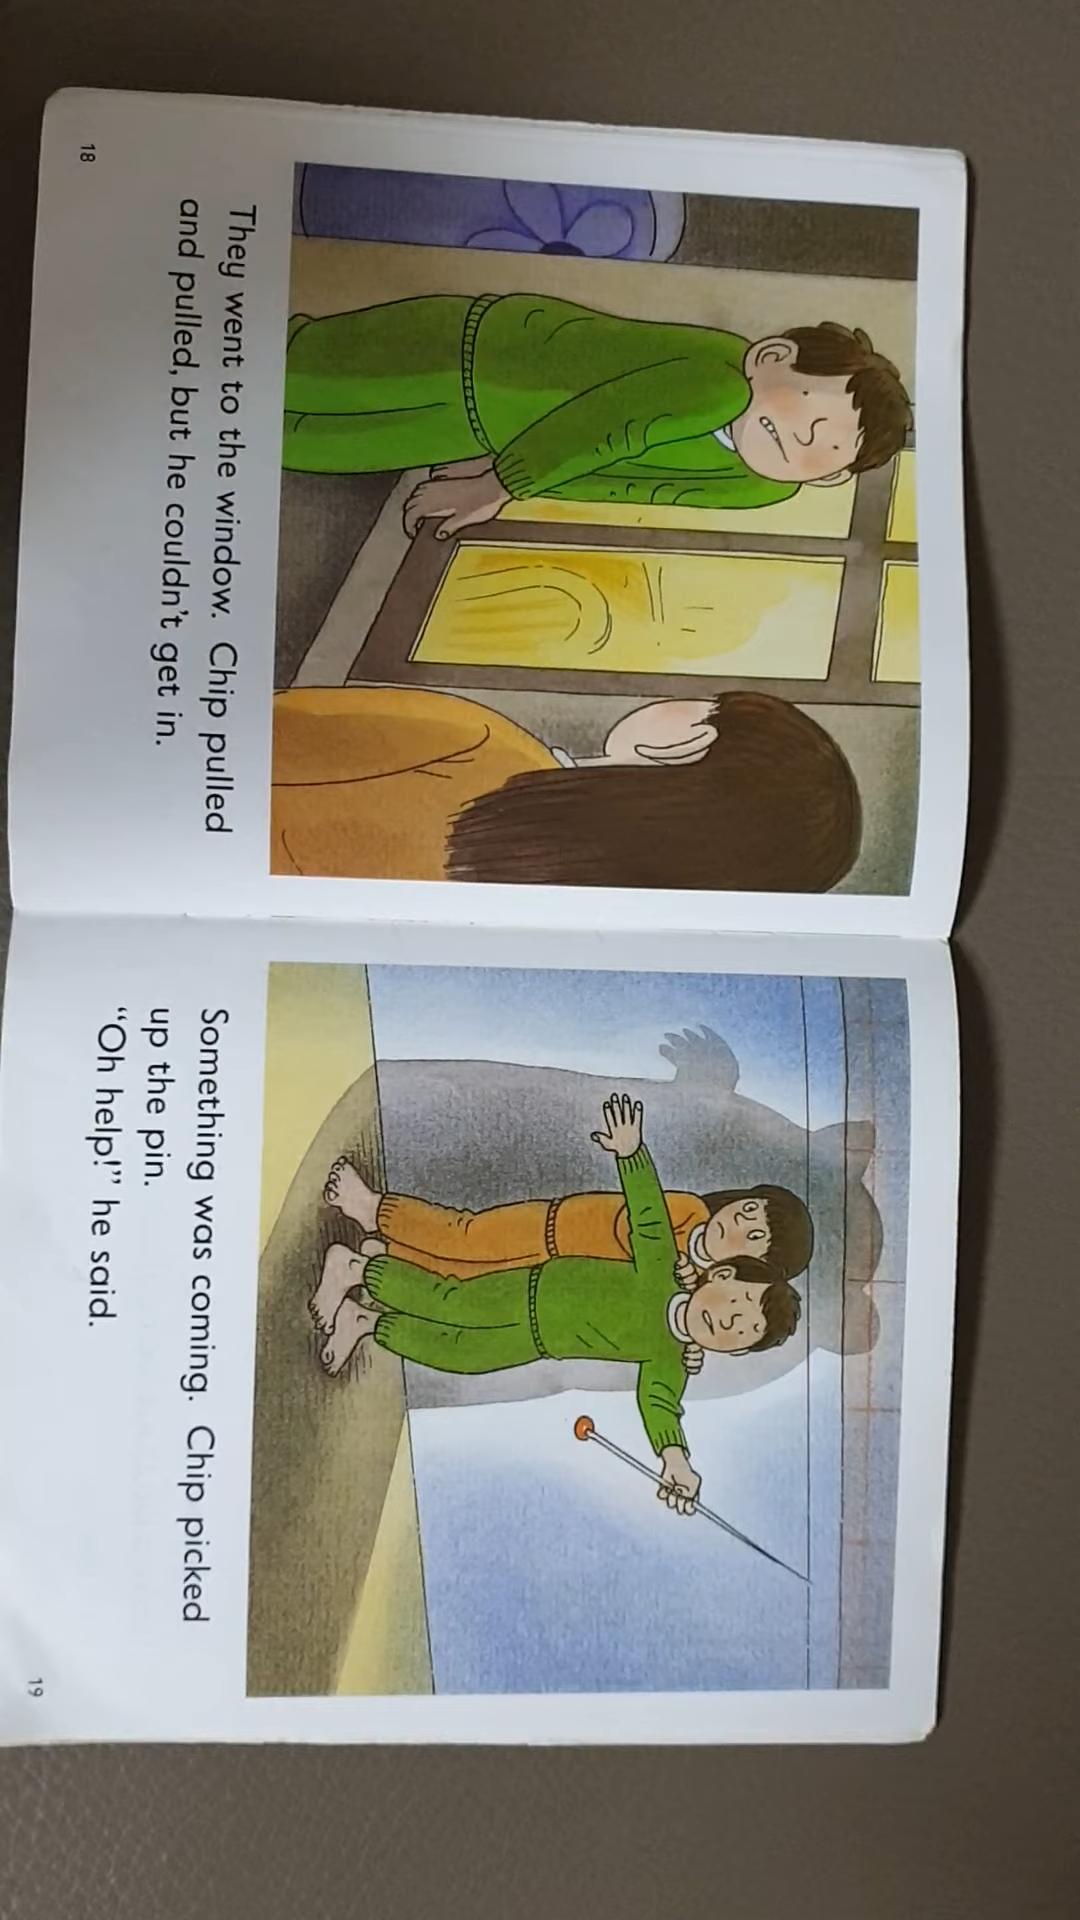 They went to the window. Chip pulled
and pulled, but he couldn't get in.
18
Something was coming. Chip picked
up the pin.
“Oh help!” he said.
19